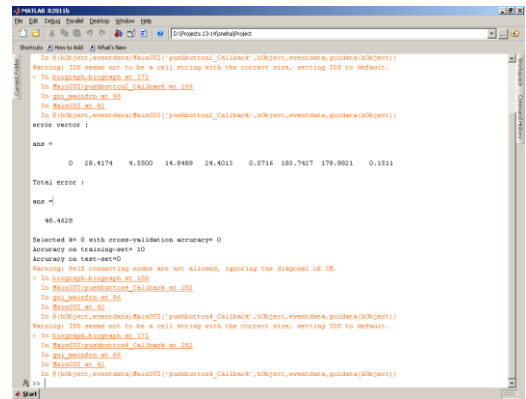 MATLAB R2011b
File Edit Debug Parallel Desktop Window Help
D:\Projects 13-14\sneha\Project
Shortcuts How to Add What's New
Current Folder
Workspace
Command History
In @(hObject,eventdata)MainGUI('pushbutton2_Callback',hObject,eventdata,guidata(hObject))
Warning: IDS seems not to be a cell string with the correct size, setting IDS to default.
> In biograph.biograph at 171
In MainGUI>pushbutton2_Callback at 166
In gui_mainfcn at 96
In MainGUI at 42
In @(hObject,eventdata)MainGUI('pushbutton2_Callback',hObject,eventdata,guidata(hObject))
error vector :
ans =
0 28.4174 4.5500 14.8489 24.4013 0.0716 183.7427 178.9821 0.1511
Total error :
ans =
48.4628
Selected k= 0 with cross-validation accuracy= 0
Accuracy on training-set= 10
Accuracy on test-set=0
Warning: Self connecting nodes are not allowed, ignoring the diagonal of CM.
> In biograph.biograph at 158
In MainGUI>pushbutton4_Callback at 282
In gui_mainfcn at 96
In MainGUI at 42
In @(hObject,eventdata)MainGUI('pushbutton4_Callback',hObject,eventdata,guidata(hObject))
Warning: IDS seems not to be a cell string with the correct size, setting IDS to default.
> In biograph.biograph at 171
In MainGUI>pushbutton4_Callback at 282
In gui_mainfcn at 96
In MainGUI at 42
In @(hObject,eventdata)MainGUI('pushbutton4_Callback',hObject,eventdata,guidata(hObject))
fx >>
Start
OVR